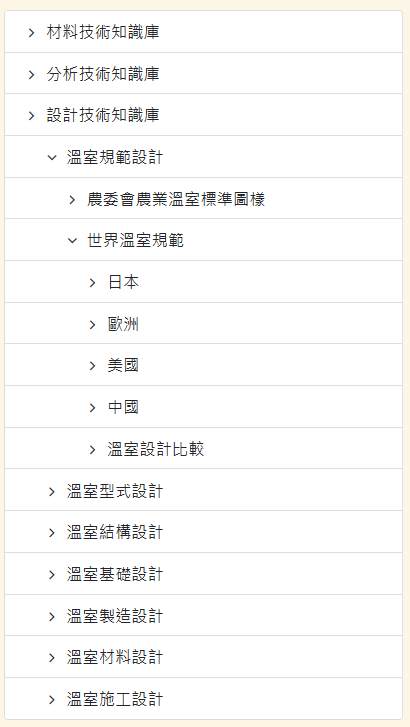 材料技術知識庫
分析技術知識庫
設計技術知識庫
溫室規範設計
農委會農業溫室標準圖樣
世界溫室規範
日本
歐洲
美國
中國
溫室設計比較
溫室型式設計
溫室結構設計
溫室基礎設計
溫室製造設計
溫室材料設計
溫室施工設計